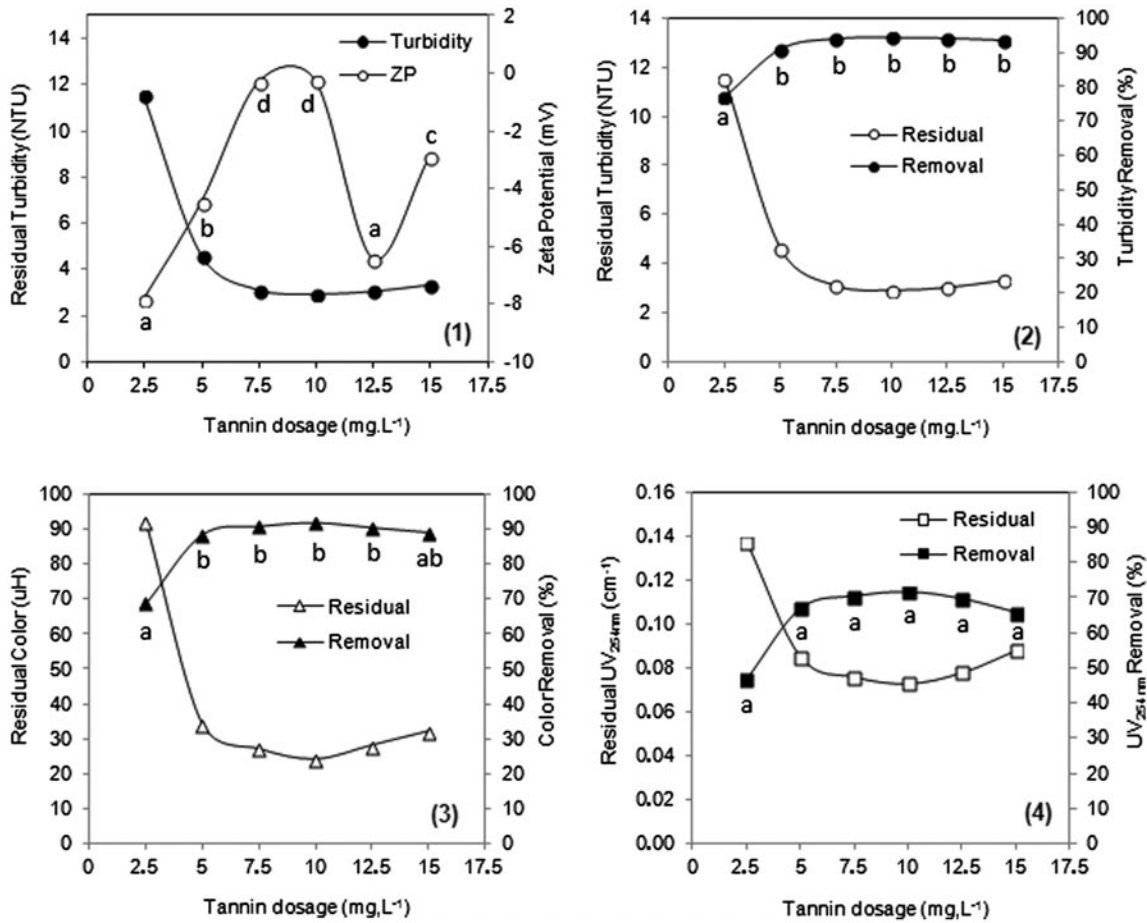 14
12
10
8
6
4
2
0
Residual Turbidity (NTU)
2
0
-2
-4
-6
-8
-10
Zeta Potential (mV)
Turbidity
ZP
a
b
d
d
a
c
(1)
0 2.5 5 7.5 10 12.5 15 17.5
Tannin dosage (mg.L⁻¹)
14
12
10
8
6
4
2
0
Residual Turbidity (NTU)
100
90
80
70
60
50
40
30
20
10
0
Turbidity Removal (%)
a
b
b
b
b
b
Residual
Removal
(2)
0 2.5 5 7.5 10 12.5 15 17.5
Tannin dosage (mg.L⁻¹)
100
90
80
70
60
50
40
30
20
10
0
Residual Color (uH)
100
90
80
70
60
50
40
30
20
10
0
Color Removal (%)
a
b
b
b
b
ab
Residual
Removal
(3)
0 2.5 5 7.5 10 12.5 15 17.5
Tannin dosage (mg,L⁻¹)
0.16
0.14
0.12
0.10
0.08
0.06
0.04
0.02
0.00
Residual UV₂₅₄ₙₘ (cm⁻¹)
100
90
80
70
60
50
40
30
20
10
0
UV₂₅₄ₙₘ Removal (%)
Residual
Removal
a
a
a
a
a
a
(4)
0 2.5 5 7.5 10 12.5 15 17.5
Tannin dosage (mg,L⁻¹)